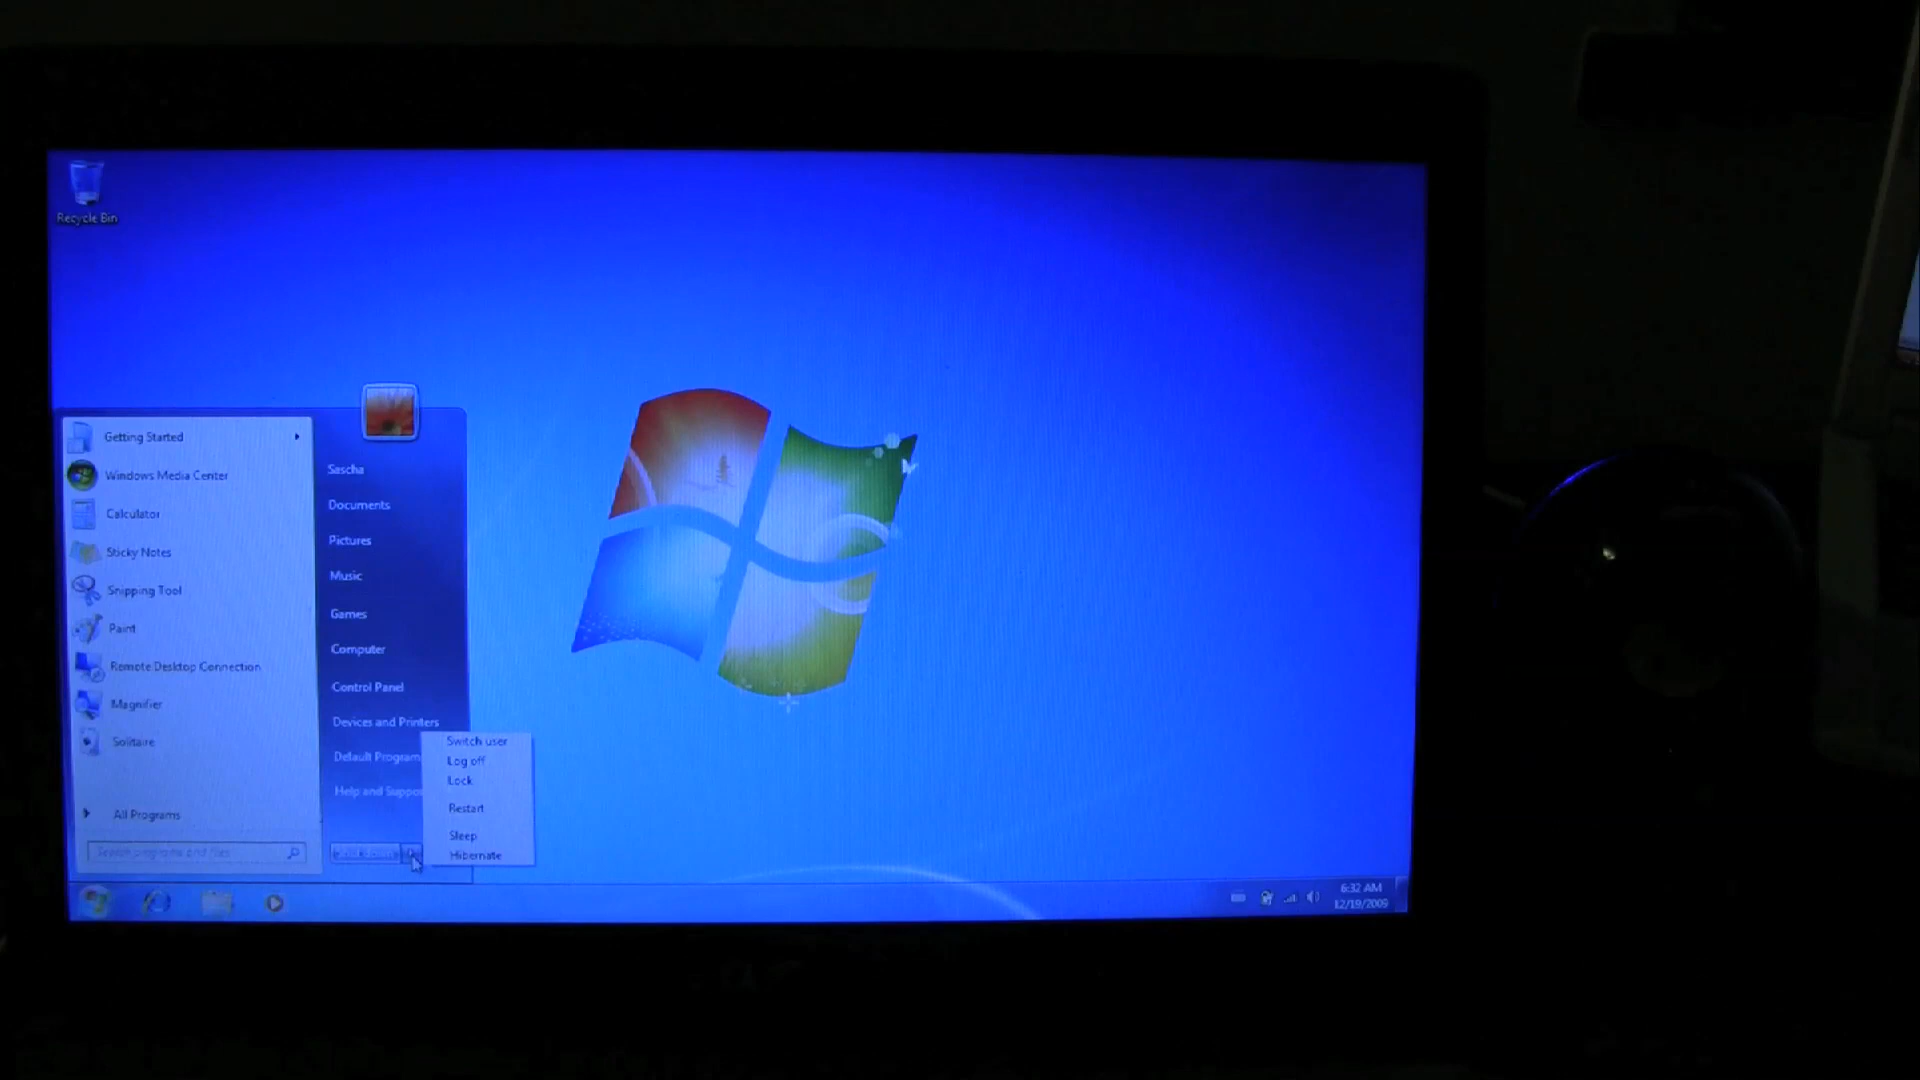 Recycle Bin
Getting Started
Windows Media Center
Calculator
Sticky Notes
Snipping Tool
Paint
Remote Desktop Connection
Magnifier
Solitaire
All Programs
Search programs and files
Sascha
Documents
Pictures
Music
Games
Computer
Control Panel
Devices and Printers
Default Program
Help and Suppo
Switch user
Log off
Lock
Restart
Sleep
Hibernate
6:32 AM
12/19/2009